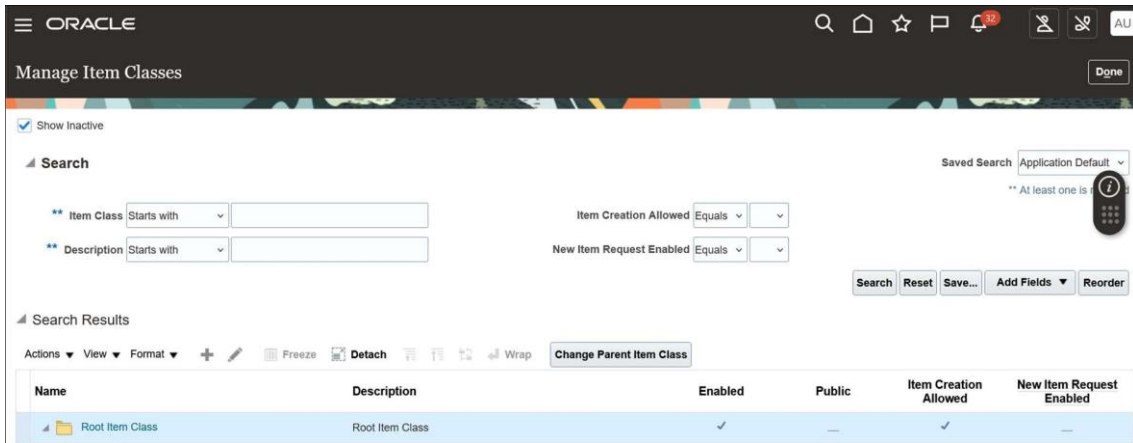 ORACLE
32
AU
Manage Item Classes
Done
Show Inactive
Search
Saved Search Application Default
** At least one is
** Item Class Starts with
Item Creation Allowed Equals
** Description Starts with
New Item Request Enabled Equals
Search Reset Save... Add Fields Reorder
Search Results
Actions View Format Freeze Detach Wrap Change Parent Item Class
Name Description Enabled Public Item Creation Allowed New Item Request Enabled
Root Item Class Root Item Class